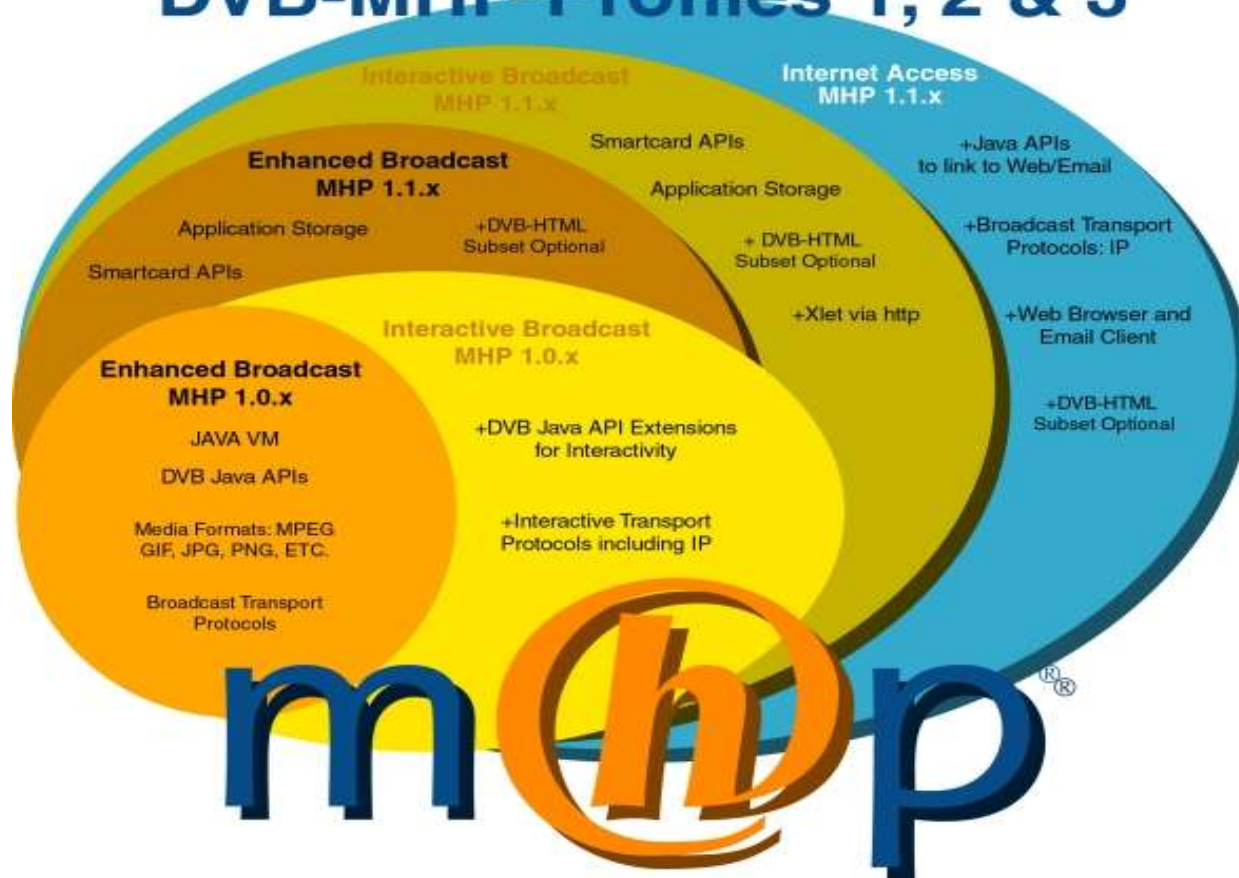 DVB-MHP Profiles 1, 2 & 3
Interactive Broadcast
MHP 1.1.x
Internet Access
MHP 1.1.x
Smartcard APIs
Application Storage
+ DVB-HTML
Subset Optional
+Xlet via http
+Java APIs
to link to Web/Email
+Broadcast Transport
Protocols: IP
+Web Browser and
Email Client
+DVB-HTML
Subset Optional
Enhanced Broadcast
MHP 1.1.x
Application Storage
+DVB-HTML
Subset Optional
Smartcard APIs
Interactive Broadcast
MHP 1.0.x
+DVB Java API Extensions
for Interactivity
+Interactive Transport
Protocols including IP
Enhanced Broadcast
MHP 1.0.x
JAVA VM
DVB Java APIs
Media Formats: MPEG
GIF, JPG, PNG, ETC.
Broadcast Transport
Protocols
mhp®®